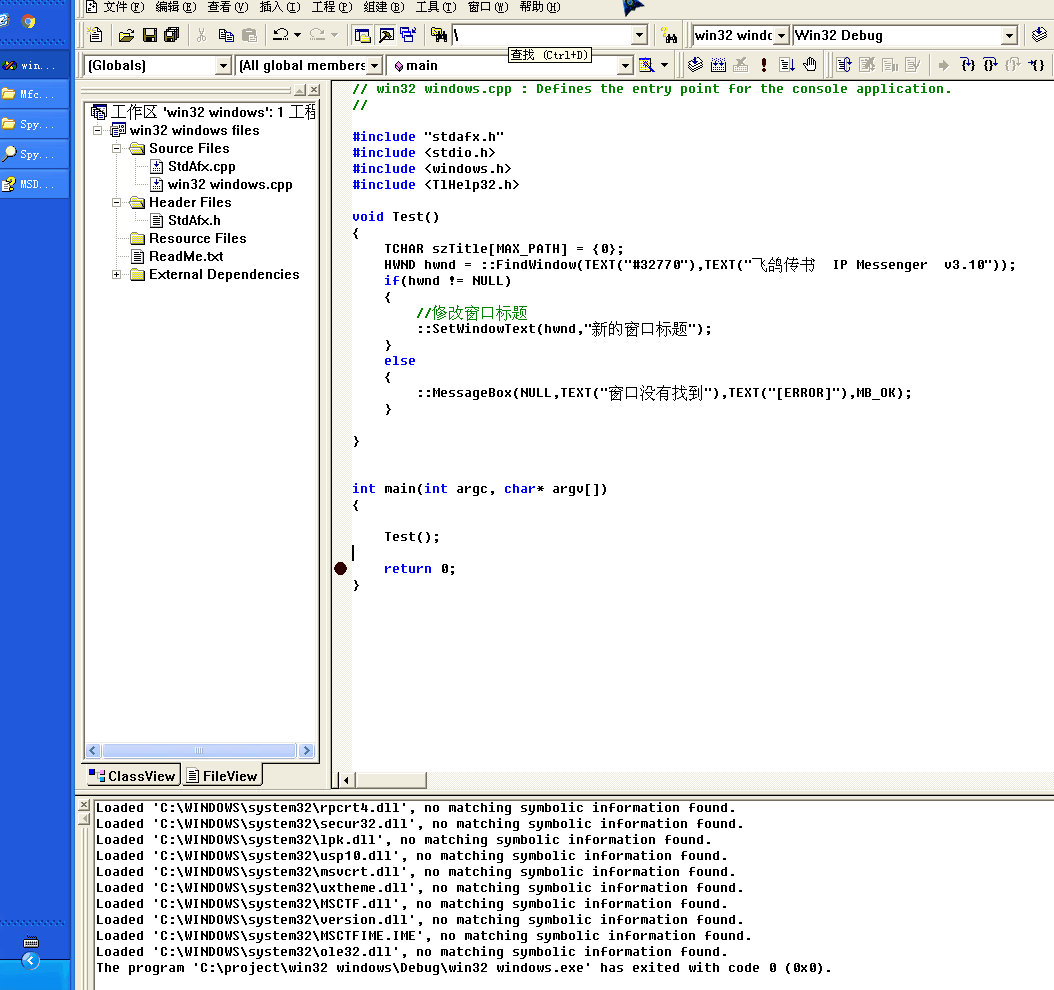 文件(F) 编辑(E) 查看(V) 插入(I) 工程(P) 组建(B) 工具(T) 窗口(W) 帮助(H)
\ win32 windc Win32 Debug
查找 (Ctrl+D)
(Globals) (All global members main
win...
Mfc...
Spy...
Spy...
MSD...
工作区 'win32 windows': 1 工程
win32 windows files
Source Files
StdAfx.cpp
win32 windows.cpp
Header Files
StdAfx.h
Resource Files
ReadMe.txt
External Dependencies
ClassView FileView
// win32 windows.cpp : Defines the entry point for the console application.
//
#include "stdafx.h"
#include <stdio.h>
#include <windows.h>
#include <TlHelp32.h>
void Test()
{
TCHAR szTitle[MAX_PATH] = {0};
HWND hwnd = ::FindWindow(TEXT("#32770"),TEXT("飞鸽传书  IP Messenger  v3.10"));
if(hwnd != NULL)
{
//修改窗口标题
::SetWindowText(hwnd,"新的窗口标题");
}
else
{
::MessageBox(NULL,TEXT("窗口没有找到"),TEXT("[ERROR]"),MB_OK);
}
}
int main(int argc, char* argv[])
{
Test();
return 0;
}
Loaded 'C:\WINDOWS\system32\rpcrt4.dll', no matching symbolic information found.
Loaded 'C:\WINDOWS\system32\secur32.dll', no matching symbolic information found.
Loaded 'C:\WINDOWS\system32\lpk.dll', no matching symbolic information found.
Loaded 'C:\WINDOWS\system32\usp10.dll', no matching symbolic information found.
Loaded 'C:\WINDOWS\system32\msvcrt.dll', no matching symbolic information found.
Loaded 'C:\WINDOWS\system32\uxtheme.dll', no matching symbolic information found.
Loaded 'C:\WINDOWS\system32\MSCTF.dll', no matching symbolic information found.
Loaded 'C:\WINDOWS\system32\version.dll', no matching symbolic information found.
Loaded 'C:\WINDOWS\system32\MSCTFIME.IME', no matching symbolic information found.
Loaded 'C:\WINDOWS\system32\ole32.dll', no matching symbolic information found.
The program 'C:\project\win32 windows\Debug\win32 windows.exe' has exited with code 0 (0x0).